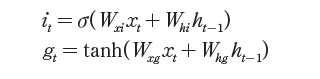 i_t = σ(W_{xi}x_t + W_{hi}h_{t−1})
g_t = tanh(W_{xg}x_t + W_{hg}h_{t−1})